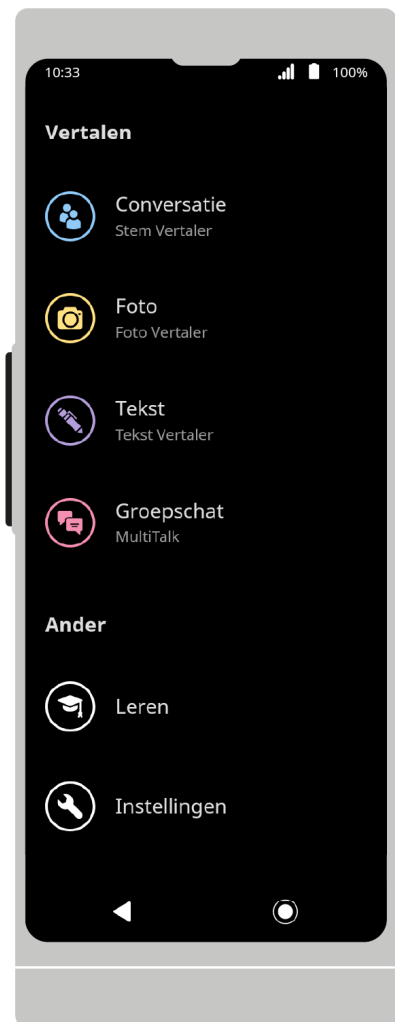 10:33 100%
Vertalen
Conversatie
Stem Vertaler
Foto
Foto Vertaler
Tekst
Tekst Vertaler
Groepschat
MultiTalk
Ander
Leren
Instellingen